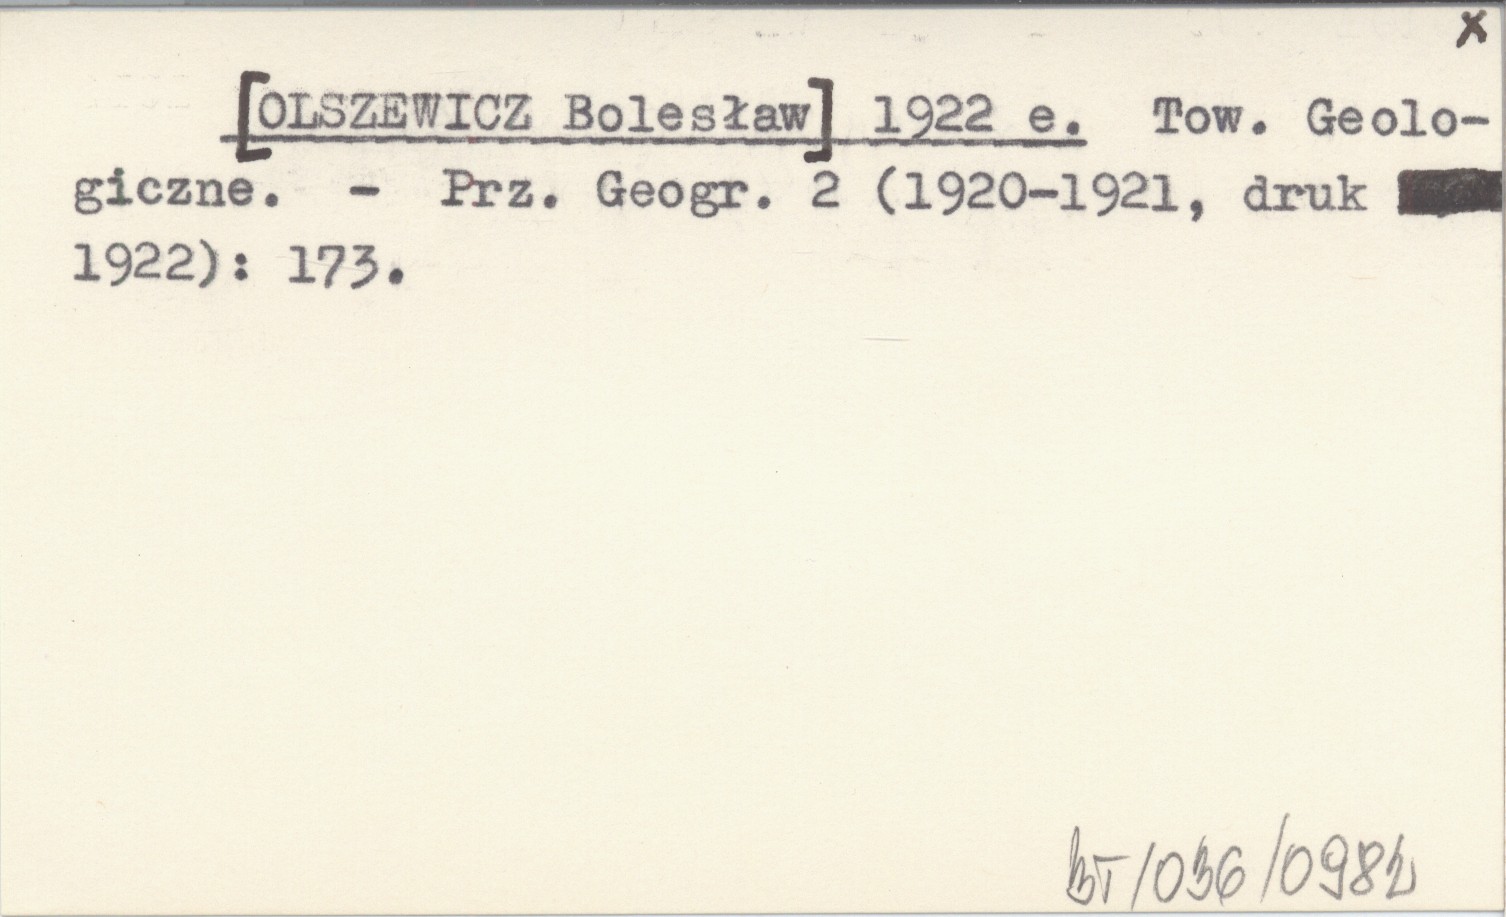 x
[OLSZEWICZ Bolesław] 1922 e. Tow. Geolo-
giczne. - Prz. Geogr. 2 (1920-1921, druk
1922): 173.
BT/036/0982